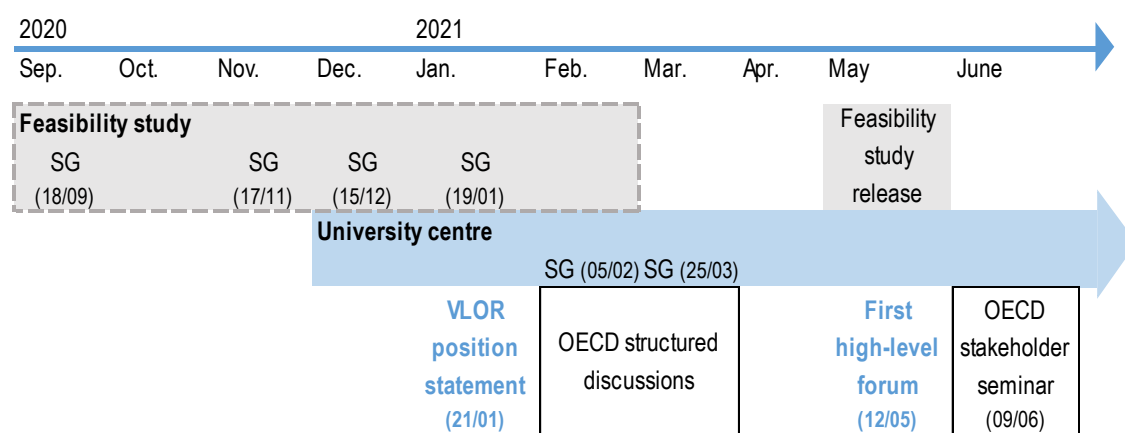 2020 2021
Sep. Oct. Nov. Dec. Jan. Feb. Mar. Apr. May June
Feasibility study
SG SG SG SG
(18/09) (17/11) (15/12) (19/01)
Feasibility
study
release
University centre
SG (05/02) SG (25/03)
VLOR
position
statement
(21/01)
OECD structured
discussions
First
high-level
forum
(12/05)
OECD
stakeholder
seminar
(09/06)